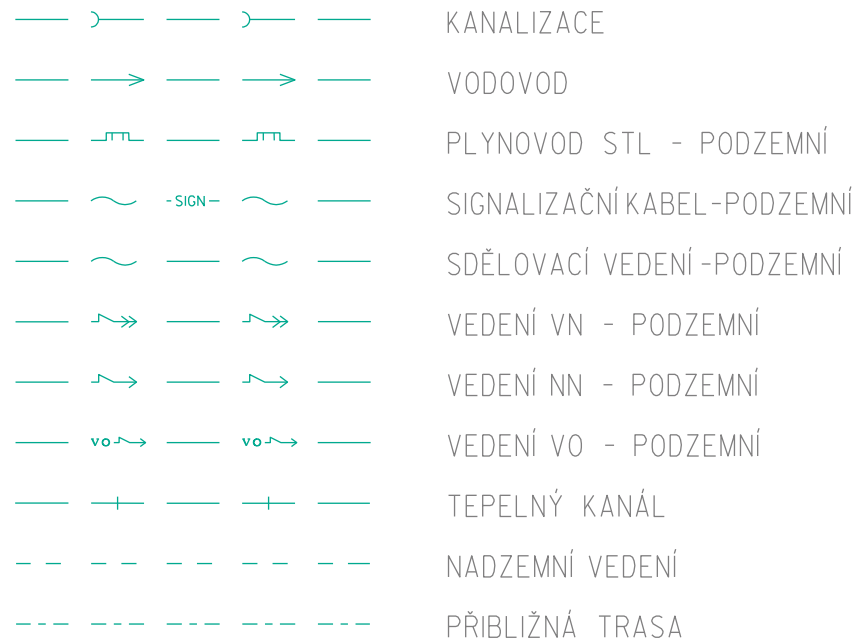 KANALIZACE
VODOVOD
PLYNOVOD STL - PODZEMNÍ
SIGN SIGNALIZAČNÍ KABEL-PODZEMNÍ
SDĚLOVACÍ VEDENÍ-PODZEMNÍ
VEDENÍ VN - PODZEMNÍ
VEDENÍ NN - PODZEMNÍ
vo vo VEDENÍ VO - PODZEMNÍ
TEPELNÝ KANÁL
NADZEMNÍ VEDENÍ
PŘIBLIŽNÁ TRASA